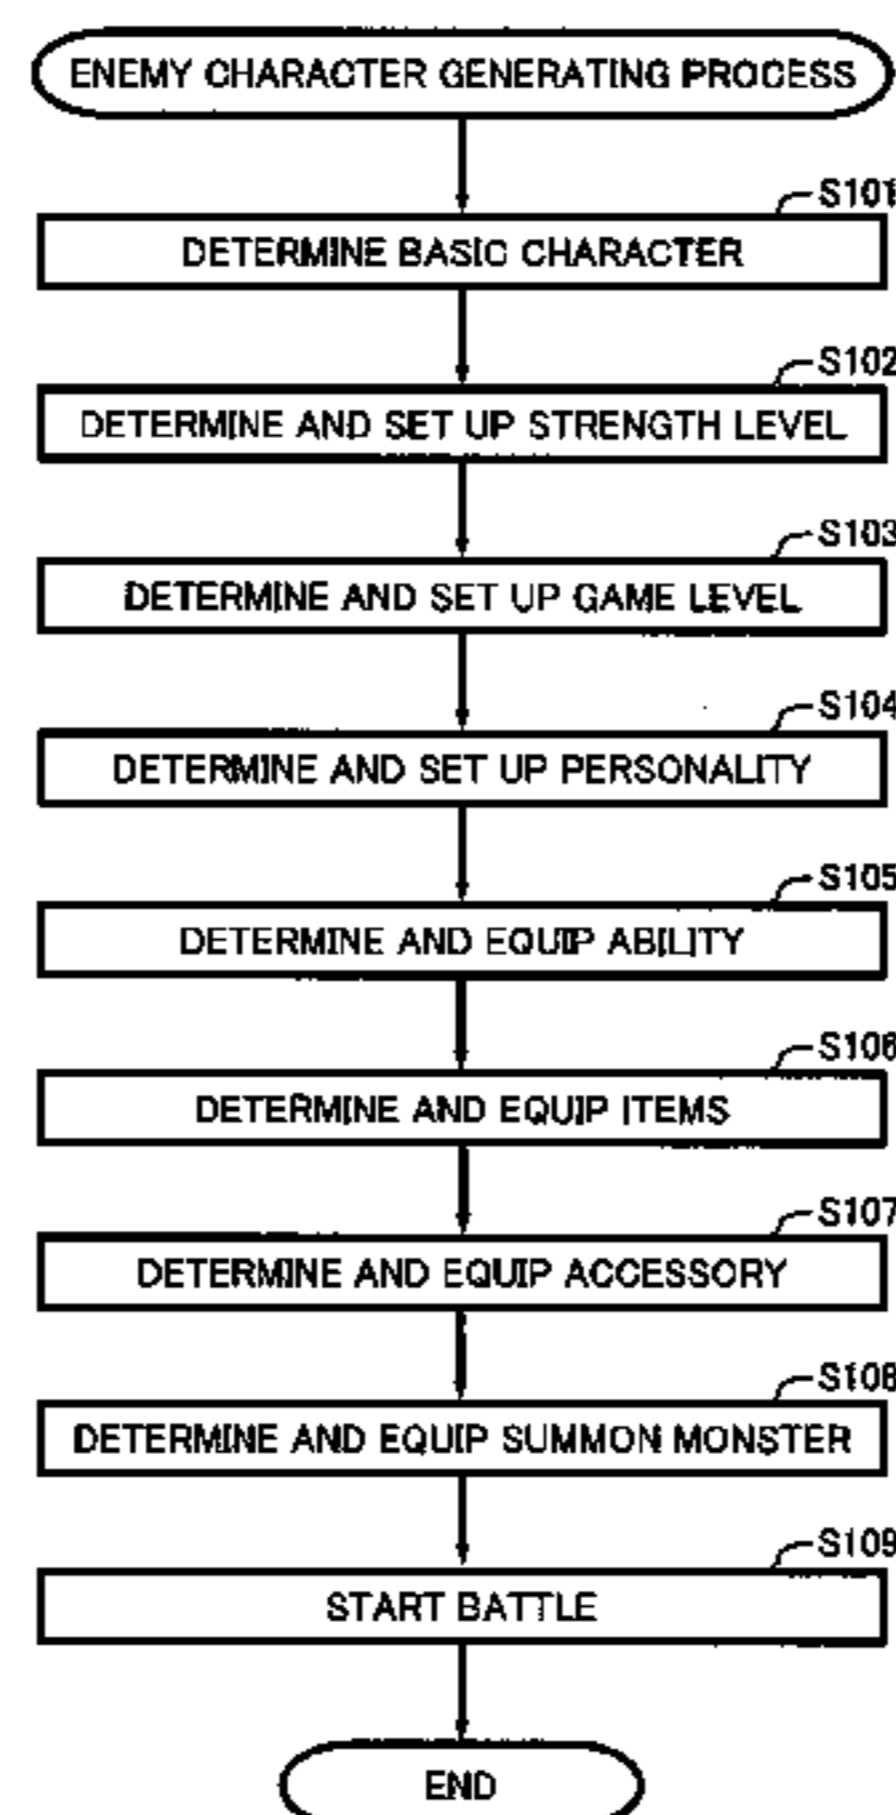 ENEMY CHARACTER GENERATING PROCESS
S101
DETERMINE BASIC CHARACTER
S102
DETERMINE AND SET UP STRENGTH LEVEL
S103
DETERMINE AND SET UP GAME LEVEL
S104
DETERMINE AND SET UP PERSONALITY
S105
DETERMINE AND EQUIP ABILITY
S106
DETERMINE AND EQUIP ITEMS
S107
DETERMINE AND EQUIP ACCESSORY
S108
DETERMINE AND EQUIP SUMMON MONSTER
S109
START BATTLE
END